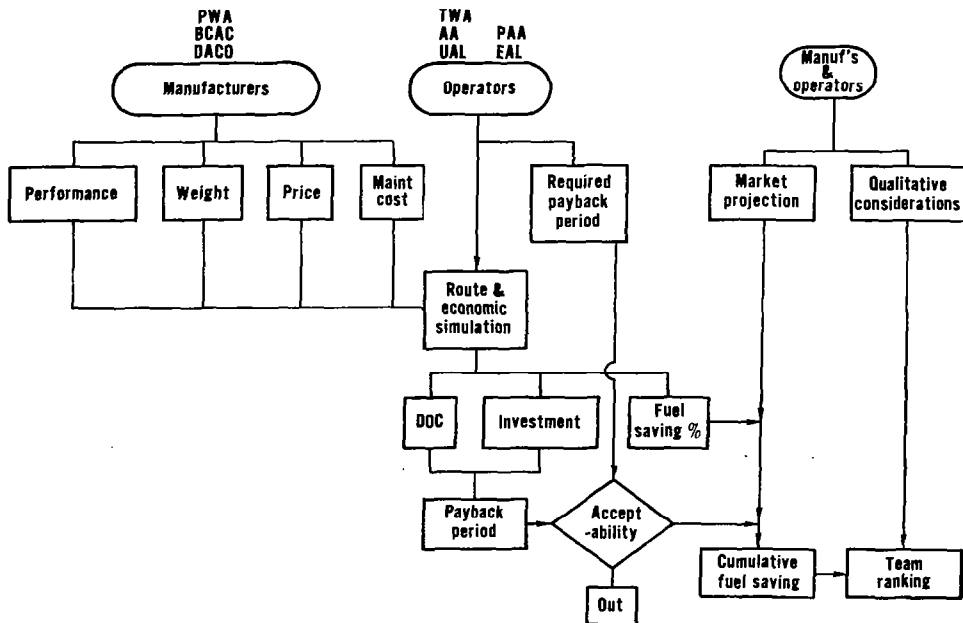 PWA
BCAC
DACO
Manufacturers
TWA
AA PAA
UAL EAL
Operators
Manuf's
&
operators
Performance
Weight
Price
Maint
cost
Required
payback
period
Market
projection
Qualitative
considerations
Route &
economic
simulation
DOC
Investment
Fuel
saving %
Payback
period
Accept
-ability
Cumulative
fuel saving
Team
ranking
Out